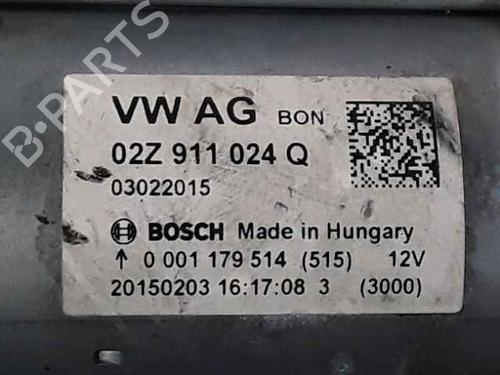 VW AG BON
02Z 911 024 Q
03022015
BOSCH Made in Hungary
↑ 0 001 179 514 (515) 12V
20150203 16:17:08 3 (3000)
B-PARTS